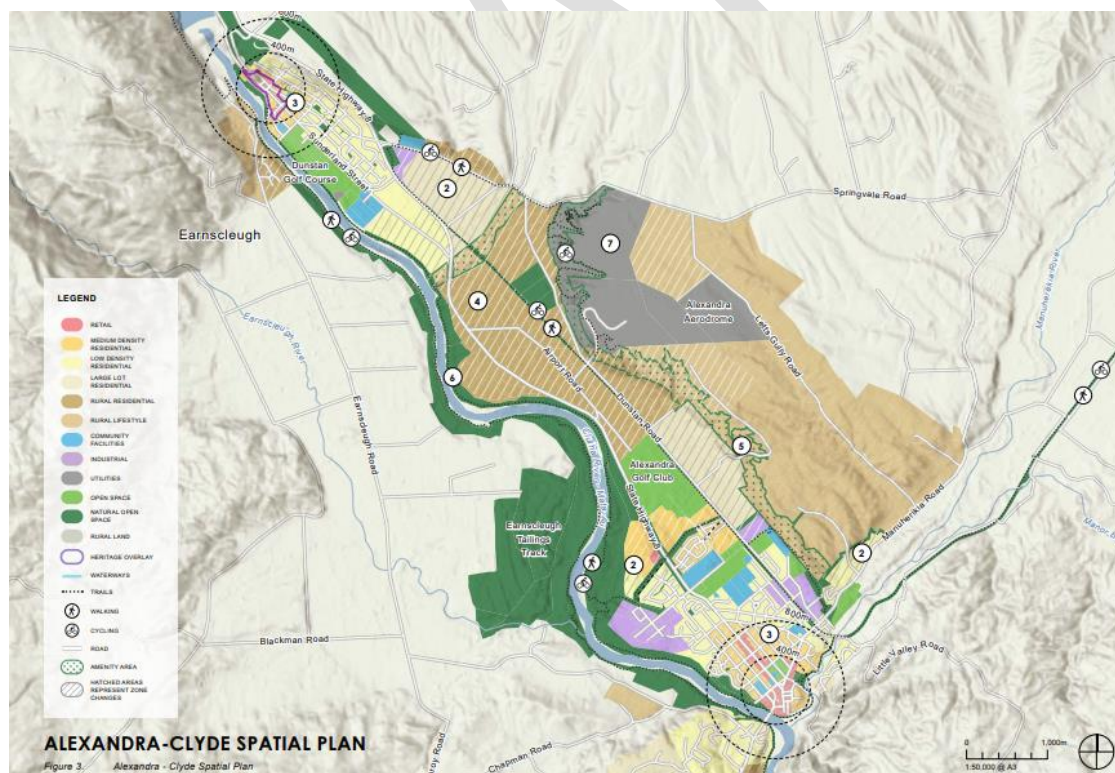 800m
400m
State Highway 8
3
Sunderland Street
Dunstan
Golf Course
2
Springvale Road
Earnscleugh
7
Manuherikia River
LEGEND
RETAIL
MEDIUM DENSITY
RESIDENTIAL
LOW DENSITY
RESIDENTIAL
LARGE LOT
RESIDENTIAL
RURAL RESIDENTIAL
RURAL LIFESTYLE
COMMUNITY
FACILITIES
INDUSTRIAL
UTILITIES
OPEN SPACE
NATURAL OPEN
SPACE
RURAL LAND
HERITAGE OVERLAY
WATERWAYS
TRAILS
WALKING
CYCLING
ROAD
AMENITY AREA
HATCHED AREAS
REPRESENT ZONE
CHANGES
Earnscleugh River
4
Alexandra
Aerodrome
Letts Gully Road
Airport Road
6
Earnscleugh Road
Dunstan Road
5
Alexandra
Golf Club
State Highway 8
Earnscleugh
Tailings
Track
Manuherikia Road
2
2
800m
3
400m
Blackman Road
Little Valley Road
Chapman Road
ALEXANDRA-CLYDE SPATIAL PLAN
Figure 3. Alexandra - Clyde Spatial Plan
0 1,000m
1:50,000 @ A3